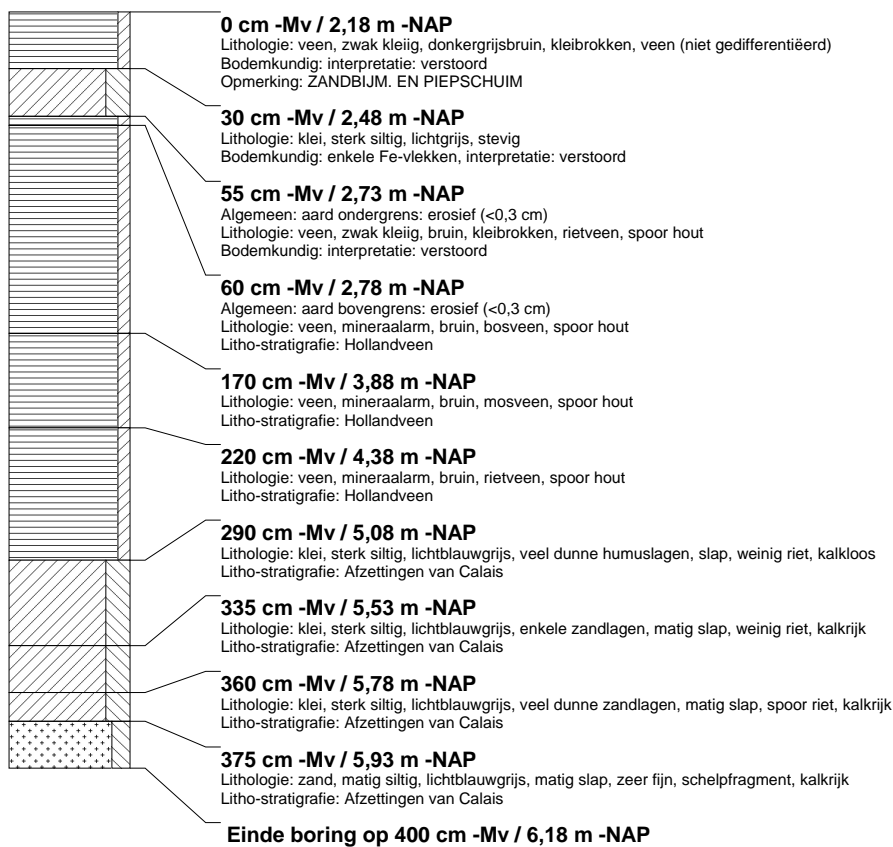 0 cm -Mv / 2,18 m -NAP
Lithologie: veen, zwak kleiig, donkergrijsbruin, kleibrokken, veen (niet gedifferentiëerd)
Bodemkundig: interpretatie: verstoord
Opmerking: ZANDBIJM. EN PIEPSCHUIM
30 cm -Mv / 2,48 m -NAP
Lithologie: klei, sterk siltig, lichtgrijs, stevig
Bodemkundig: enkele Fe-vlekken, interpretatie: verstoord
55 cm -Mv / 2,73 m -NAP
Algemeen: aard ondergrens: erosief (<0,3 cm)
Lithologie: veen, zwak kleiig, bruin, kleibrokken, rietveen, spoor hout
Bodemkundig: interpretatie: verstoord
60 cm -Mv / 2,78 m -NAP
Algemeen: aard bovengrens: erosief (<0,3 cm)
Lithologie: veen, mineraalarm, bruin, bosveen, spoor hout
Litho-stratigrafie: Hollandveen
170 cm -Mv / 3,88 m -NAP
Lithologie: veen, mineraalarm, bruin, mosveen, spoor hout
Litho-stratigrafie: Hollandveen
220 cm -Mv / 4,38 m -NAP
Lithologie: veen, mineraalarm, bruin, rietveen, spoor hout
Litho-stratigrafie: Hollandveen
290 cm -Mv / 5,08 m -NAP
Lithologie: klei, sterk siltig, lichtblauwgrijs, veel dunne humuslagen, slap, weinig riet, kalkloos
Litho-stratigrafie: Afzettingen van Calais
335 cm -Mv / 5,53 m -NAP
Lithologie: klei, sterk siltig, lichtblauwgrijs, enkele zandlagen, matig slap, weinig riet, kalkrijk
Litho-stratigrafie: Afzettingen van Calais
360 cm -Mv / 5,78 m -NAP
Lithologie: klei, sterk siltig, lichtblauwgrijs, veel dunne zandlagen, matig slap, spoor riet, kalkrijk
Litho-stratigrafie: Afzettingen van Calais
375 cm -Mv / 5,93 m -NAP
Lithologie: zand, matig siltig, lichtblauwgrijs, matig slap, zeer fijn, schelpfragment, kalkrijk
Litho-stratigrafie: Afzettingen van Calais
Einde boring op 400 cm -Mv / 6,18 m -NAP